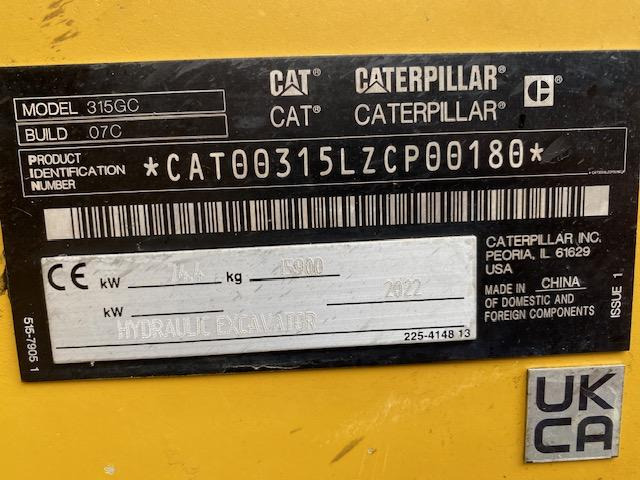 CAT® CATERPILLAR®
CAT® CATERPILLAR®
MODEL 315GC
BUILD 07C
PRODUCT IDENTIFICATION NUMBER
*CAT00315LZCP00180*
CE kW 74.4 kg 15900
kW 2022
HYDRAULIC EXCAVATOR
225-4148 13
CATERPILLAR INC.
PEORIA, IL 61629
USA
MADE IN CHINA
OF DOMESTIC AND
FOREIGN COMPONENTS
ISSUE 1
515-7905 1
UK
CA